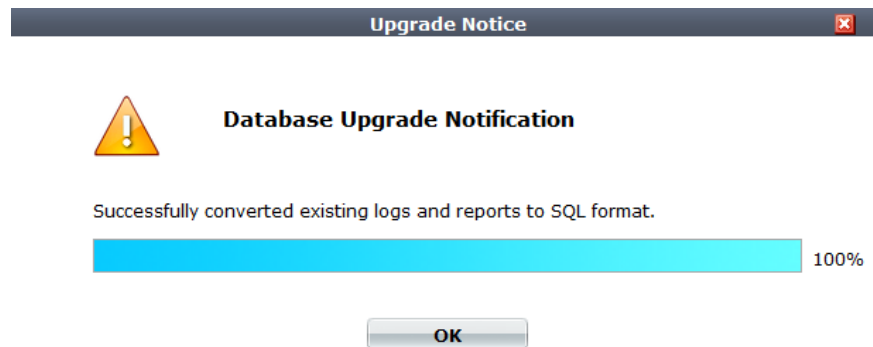 Upgrade Notice
Database Upgrade Notification
Successfully converted existing logs and reports to SQL format.
100%
OK